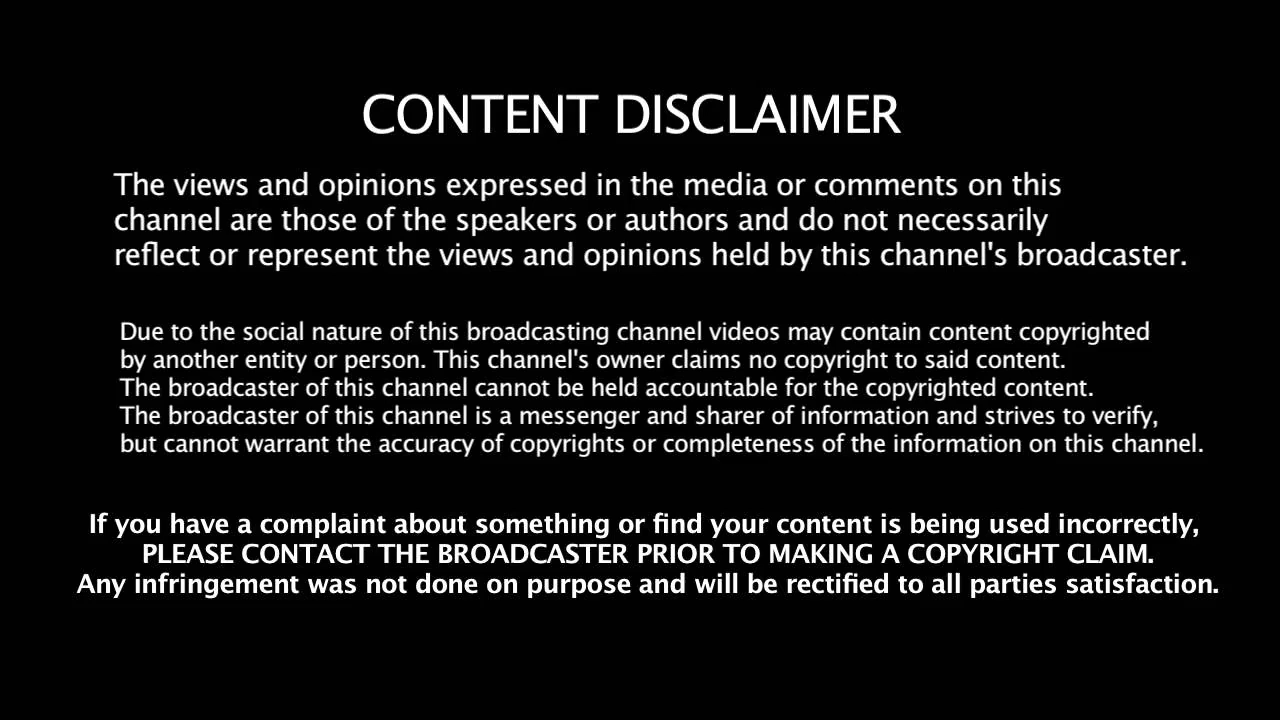 CONTENT DISCLAIMER
The views and opinions expressed in the media or comments on this
channel are those of the speakers or authors and do not necessarily
reflect or represent the views and opinions held by this channel's broadcaster.
Due to the social nature of this broadcasting channel videos may contain content copyrighted
by another entity or person. This channel's owner claims no copyright to said content.
The broadcaster of this channel cannot be held accountable for the copyrighted content.
The broadcaster of this channel is a messenger and sharer of information and strives to verify,
but cannot warrant the accuracy of copyrights or completeness of the information on this channel.
If you have a complaint about something or find your content is being used incorrectly,
PLEASE CONTACT THE BROADCASTER PRIOR TO MAKING A COPYRIGHT CLAIM.
Any infringement was not done on purpose and will be rectified to all parties satisfaction.